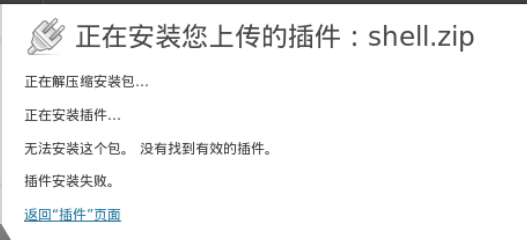 正在安装您上传的插件：shell.zip
正在解压缩安装包…
正在安装插件…
无法安装这个包。 没有找到有效的插件。
插件安装失败。
返回“插件”页面